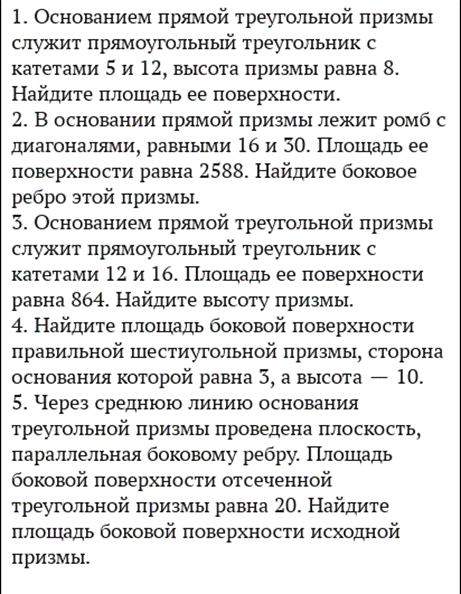 1. Основанием прямой треугольной призмы
служит прямоугольный треугольник с
катетами 5 и 12, высота призмы равна 8.
Найдите площадь ее поверхности.
2. В основании прямой призмы лежит ромб с
диагоналями, равными 16 и 30. Площадь ее
поверхности равна 2588. Найдите боковое
ребро этой призмы.
3. Основанием прямой треугольной призмы
служит прямоугольный треугольник с
катетами 12 и 16. Площадь ее поверхности
равна 864. Найдите высоту призмы.
4. Найдите площадь боковой поверхности
правильной шестиугольной призмы, сторона
основания которой равна 3, а высота — 10.
5. Через среднюю линию основания
треугольной призмы проведена плоскость,
параллельная боковому ребру. Площадь
боковой поверхности отсеченной
треугольной призмы равна 20. Найдите
площадь боковой поверхности исходной
призмы.